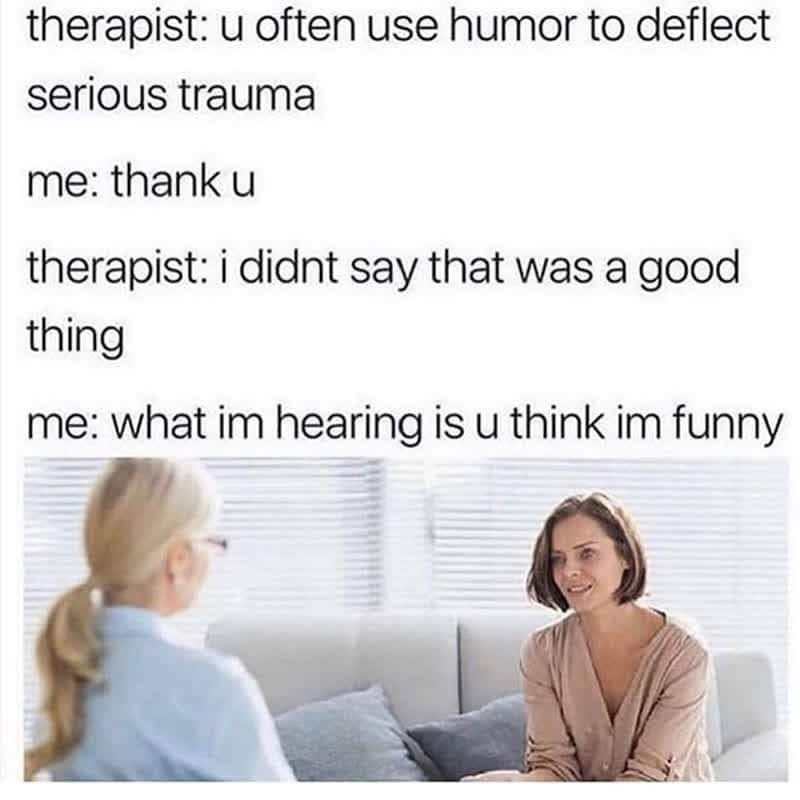 therapist: u often use humor to deflect
serious trauma
me: thank u
therapist: i didnt say that was a good
thing
me: what im hearing is u think im funny